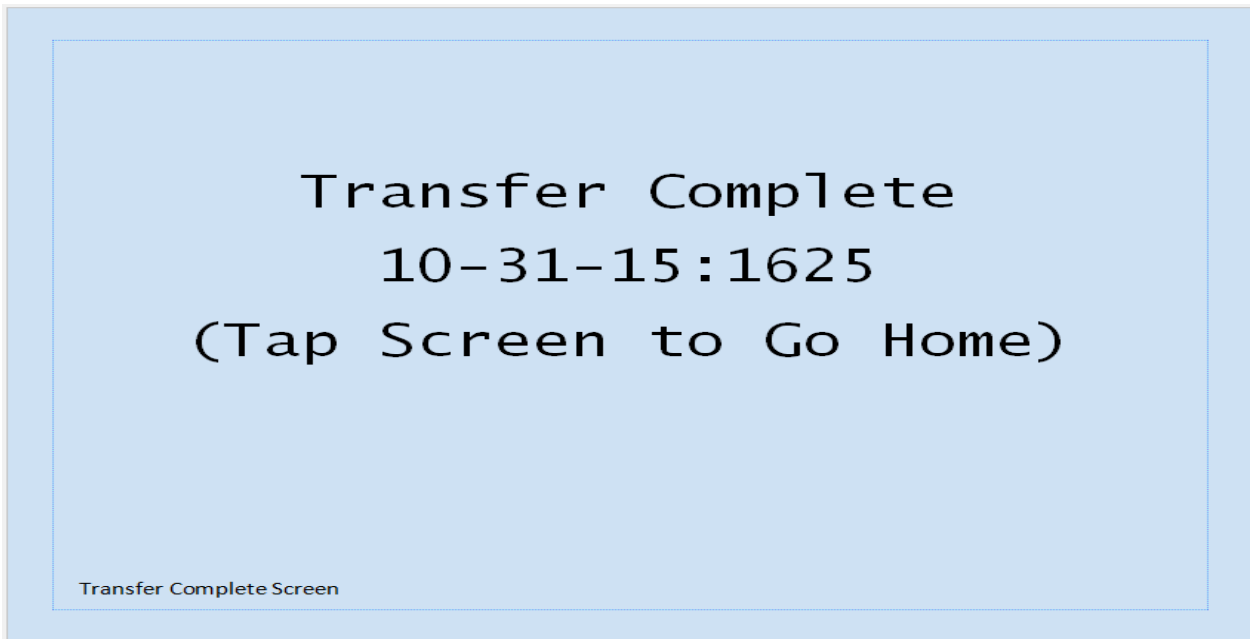 Transfer Complete
10-31-15:1625
(Tap Screen to Go Home)
Transfer Complete Screen